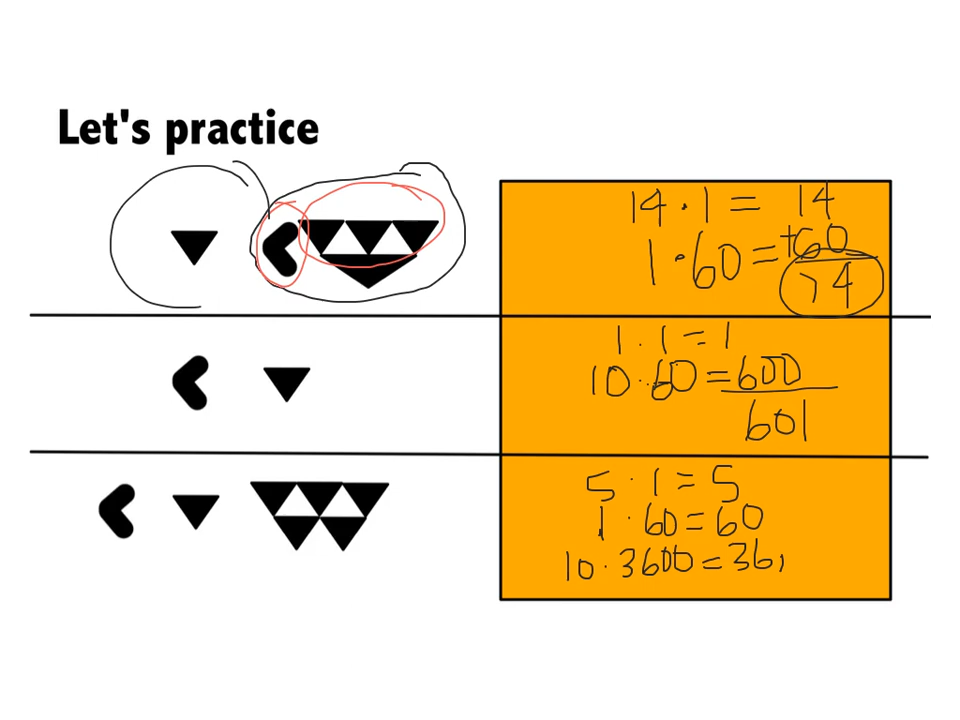 Let's practice
14 · 1 = 14
1 · 60 = +60
74
1 · 1 = 1
10 · 60 = 600
601
5 · 1 = 5
1 · 60 = 60
10 · 3600 = 36,